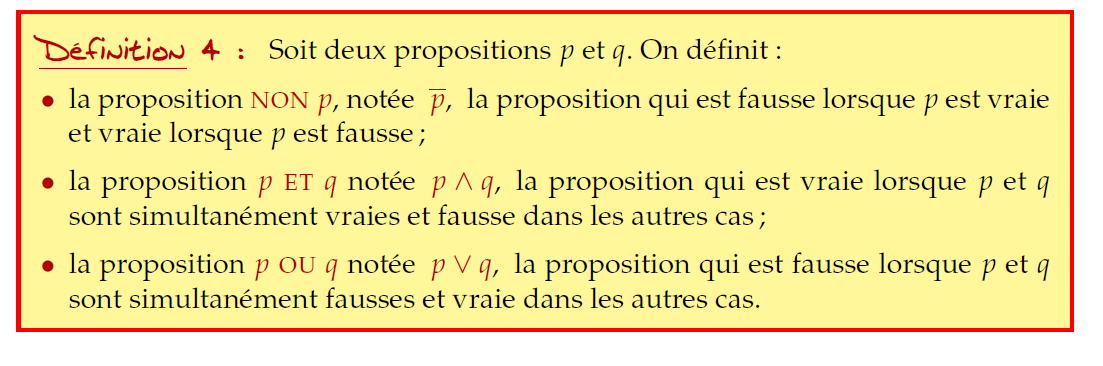 Définition 4 : Soit deux propositions p et q. On définit :
• la proposition NON p, notée p̅, la proposition qui est fausse lorsque p est vraie
et vraie lorsque p est fausse ;
• la proposition p ET q notée p ∧ q, la proposition qui est vraie lorsque p et q
sont simultanément vraies et fausse dans les autres cas ;
• la proposition p OU q notée p ∨ q, la proposition qui est fausse lorsque p et q
sont simultanément fausses et vraie dans les autres cas.